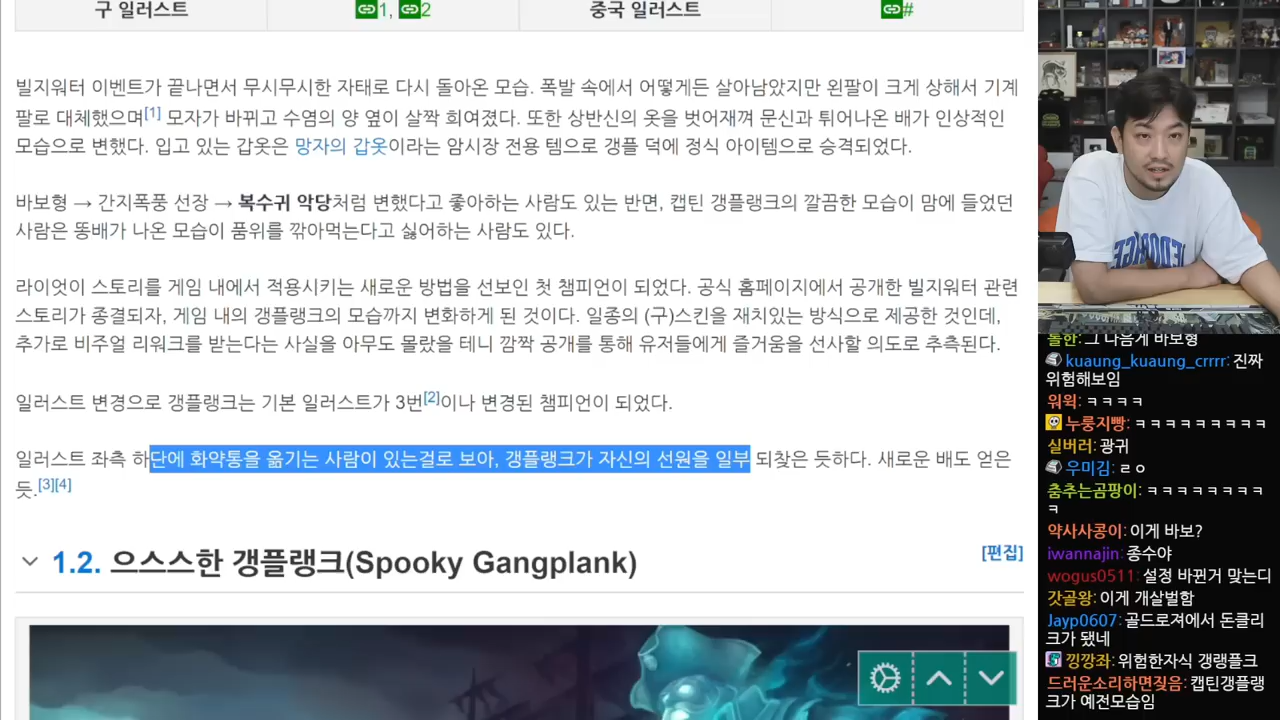 구 일러스트 1, 2 중국 일러스트 #
빌지워터 이벤트가 끝나면서 무시무시한 자태로 다시 돌아온 모습. 폭발 속에서 어떻게든 살아남았지만 왼팔이 크게 상해서 기계
팔로 대체했으며[1] 모자가 바뀌고 수염의 양 옆이 살짝 희여졌다. 또한 상반신의 옷을 벗어재껴 문신과 튀어나온 배가 인상적인
모습으로 변했다. 입고 있는 갑옷은 망자의 갑옷이라는 암시장 전용 템으로 갱플 덕에 정식 아이템으로 승격되었다.
바보형 → 간지폭풍 선장 → 복수귀 악당처럼 변했다고 좋아하는 사람도 있는 반면, 캡틴 갱플랭크의 깔끔한 모습이 맘에 들었던
사람은 똥배가 나온 모습이 품위를 깎아먹는다고 싫어하는 사람도 있다.
라이엇이 스토리를 게임 내에서 적용시키는 새로운 방법을 선보인 첫 챔피언이 되었다. 공식 홈페이지에서 공개한 빌지워터 관련
스토리가 종결되자, 게임 내의 갱플랭크의 모습까지 변화하게 된 것이다. 일종의 (구)스킨을 재치있는 방식으로 제공한 것인데,
추가로 비주얼 리워크를 받는다는 사실을 아무도 몰랐을 테니 깜짝 공개를 통해 유저들에게 즐거움을 선사할 의도로 추측된다.
일러스트 변경으로 갱플랭크는 기본 일러스트가 3번[2]이나 변경된 챔피언이 되었다.
일러스트 좌측 하단에 화약통을 옮기는 사람이 있는걸로 보아, 갱플랭크가 자신의 선원을 일부 되찾은 듯하다. 새로운 배도 얻은
듯.[3][4]
1.2. 으스스한 갱플랭크(Spooky Gangplank) [편집]
돌한: 그 다음게 바보형
kuaung_kuaung_crrrr: 진짜
위험해보임
워윅: ㅋㅋㅋㅋ
누룽지빵: ㅋㅋㅋㅋㅋㅋㅋㅋㅋ
실버러: 광귀
우미김: ㄹㅇ
춤추는곰팡이: ㅋㅋㅋㅋㅋㅋㅋㅋ
ㅋ
약사사콩이: 이게 바보?
iwannajin: 종수야
wogus0511: 설정 바뀐거 맞는디
갓골왕: 이게 개살벌함
Jayp0607: 골드로져에서 돈클리
크가 됐네
낑깡좌: 위험한자식 갱랭플크
드러운소리하면짖음: 캡틴갱플랭
크가 예전모습임